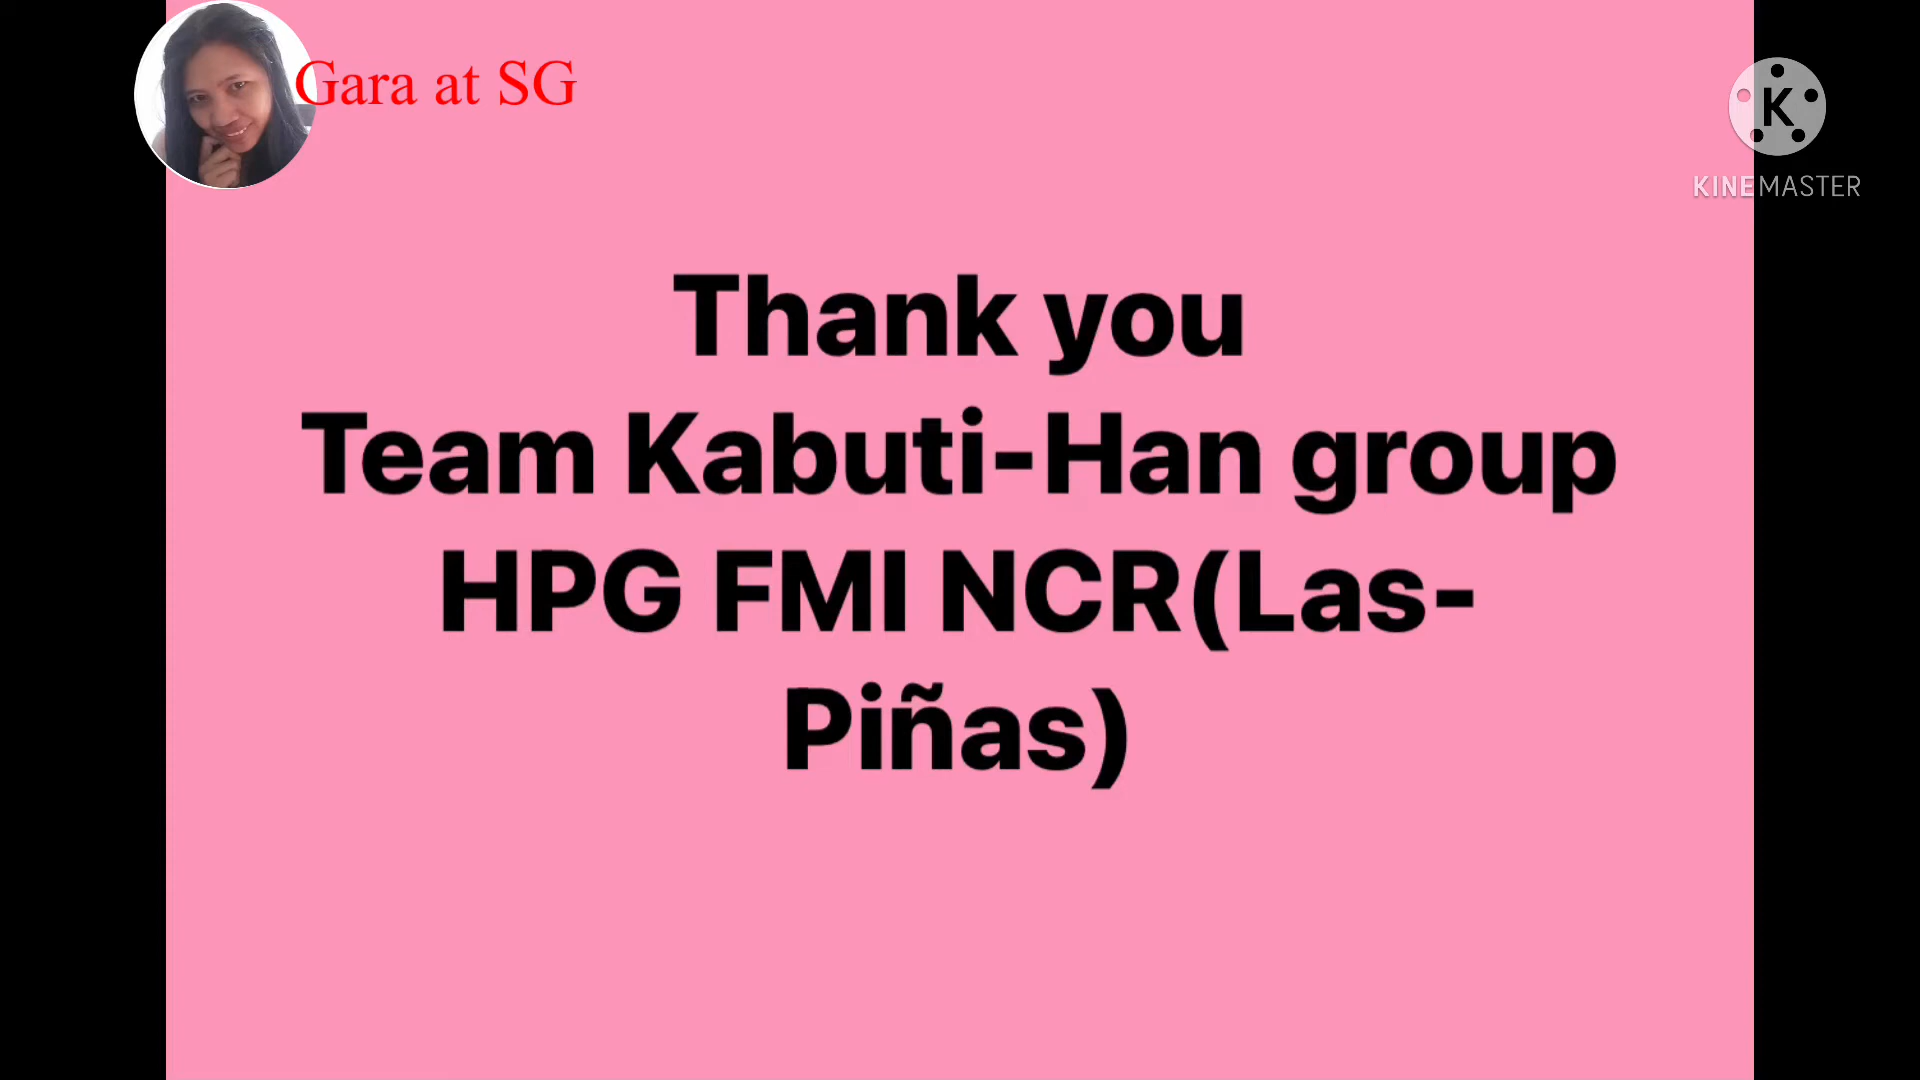 Gara at SG
K
KINEMASTER
Thank you
Team Kabuti-Han group
HPG FMI NCR(Las-
Piñas)